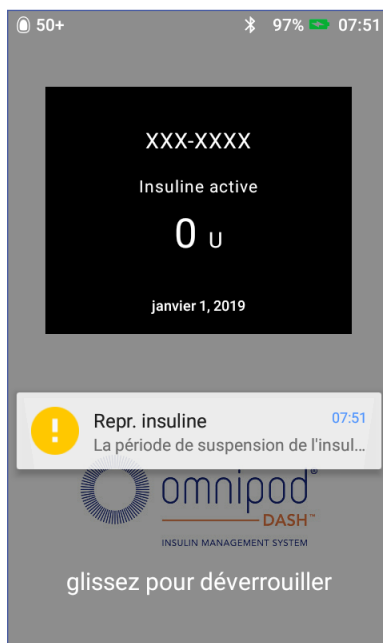 50+ 97% 07:51
XXX-XXXX
Insuline active
0 U
janvier 1, 2019
Repr. insuline 07:51
La période de suspension de l'insul...
omnipod®
DASH™
INSULIN MANAGEMENT SYSTEM
glissez pour déverrouiller